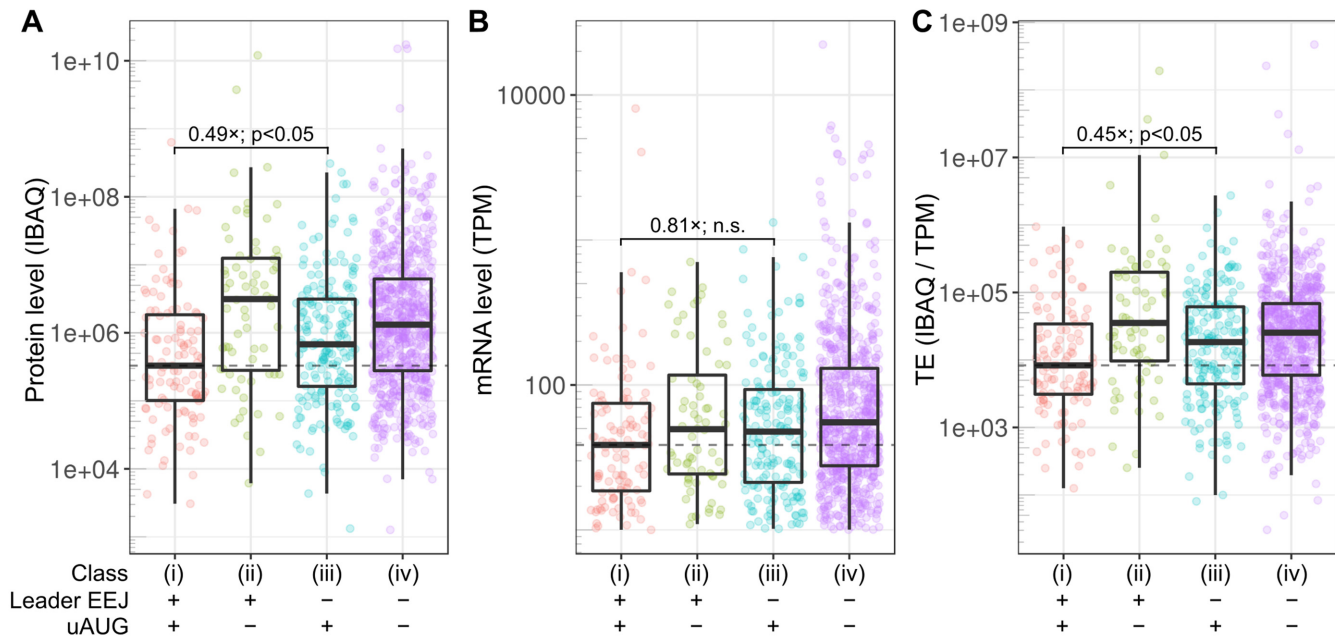 A
B
C
Protein level (IBAQ)
1e+10
1e+08
1e+06
1e+04
0.49×; p<0.05
mRNA level (TPM)
10000
100
0.81×; n.s.
TE (IBAQ / TPM)
1e+09
1e+07
1e+05
1e+03
0.45×; p<0.05
Class (i) (ii) (iii) (iv) (i) (ii) (iii) (iv) (i) (ii) (iii) (iv)
Leader EEJ + + − − + + − − + + − −
uAUG + − + − + − + − + − + −